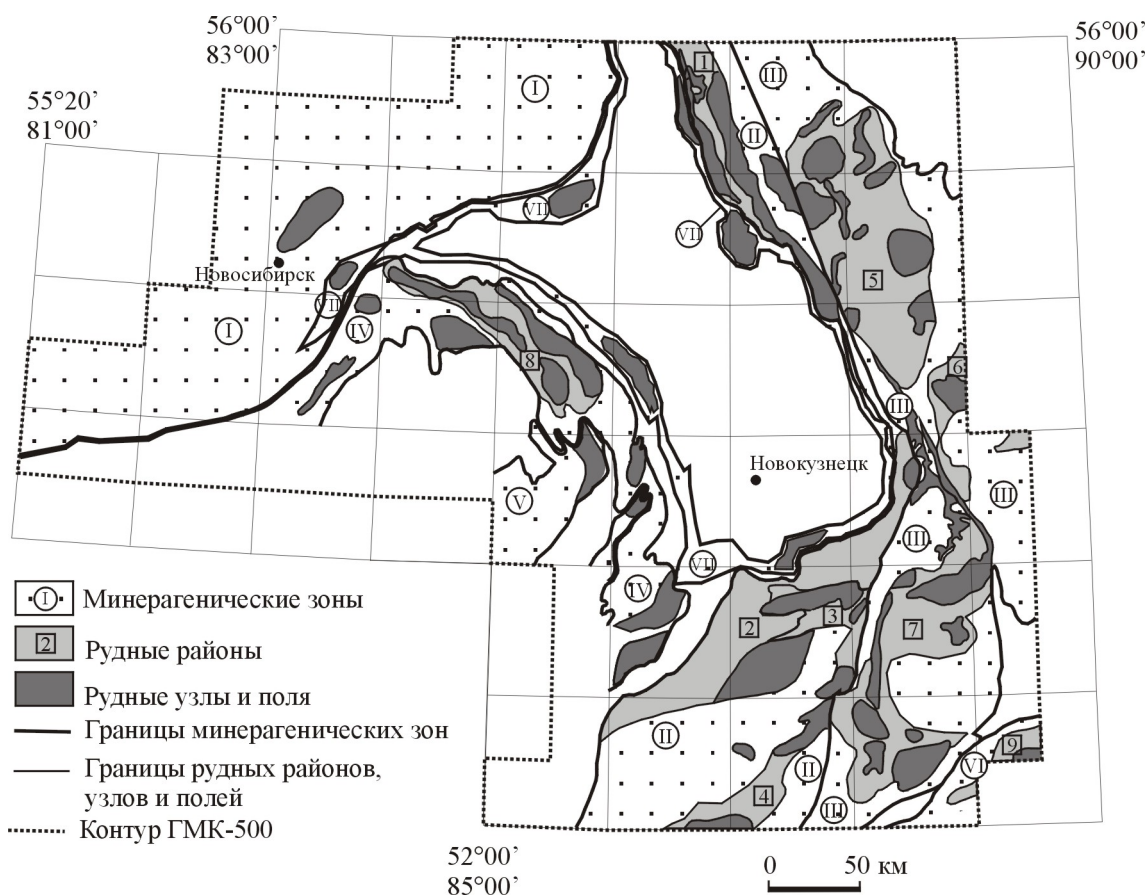 56°00’
83°00’
56°00’
90°00’
55°20’
81°00’
I
1
III
II
VII
VII
Новосибирск
5
VII
I
IV
8
6
III
Новокузнецк
V
III
III
VII
IV
2
3
7
II
II
VI
9
4
III
I
Минерагенические зоны
2
Рудные районы
Рудные узлы и поля
Границы минерагенических зон
Границы рудных районов,
узлов и полей
Контур ГМК-500
52°00’
85°00’
0 50 км